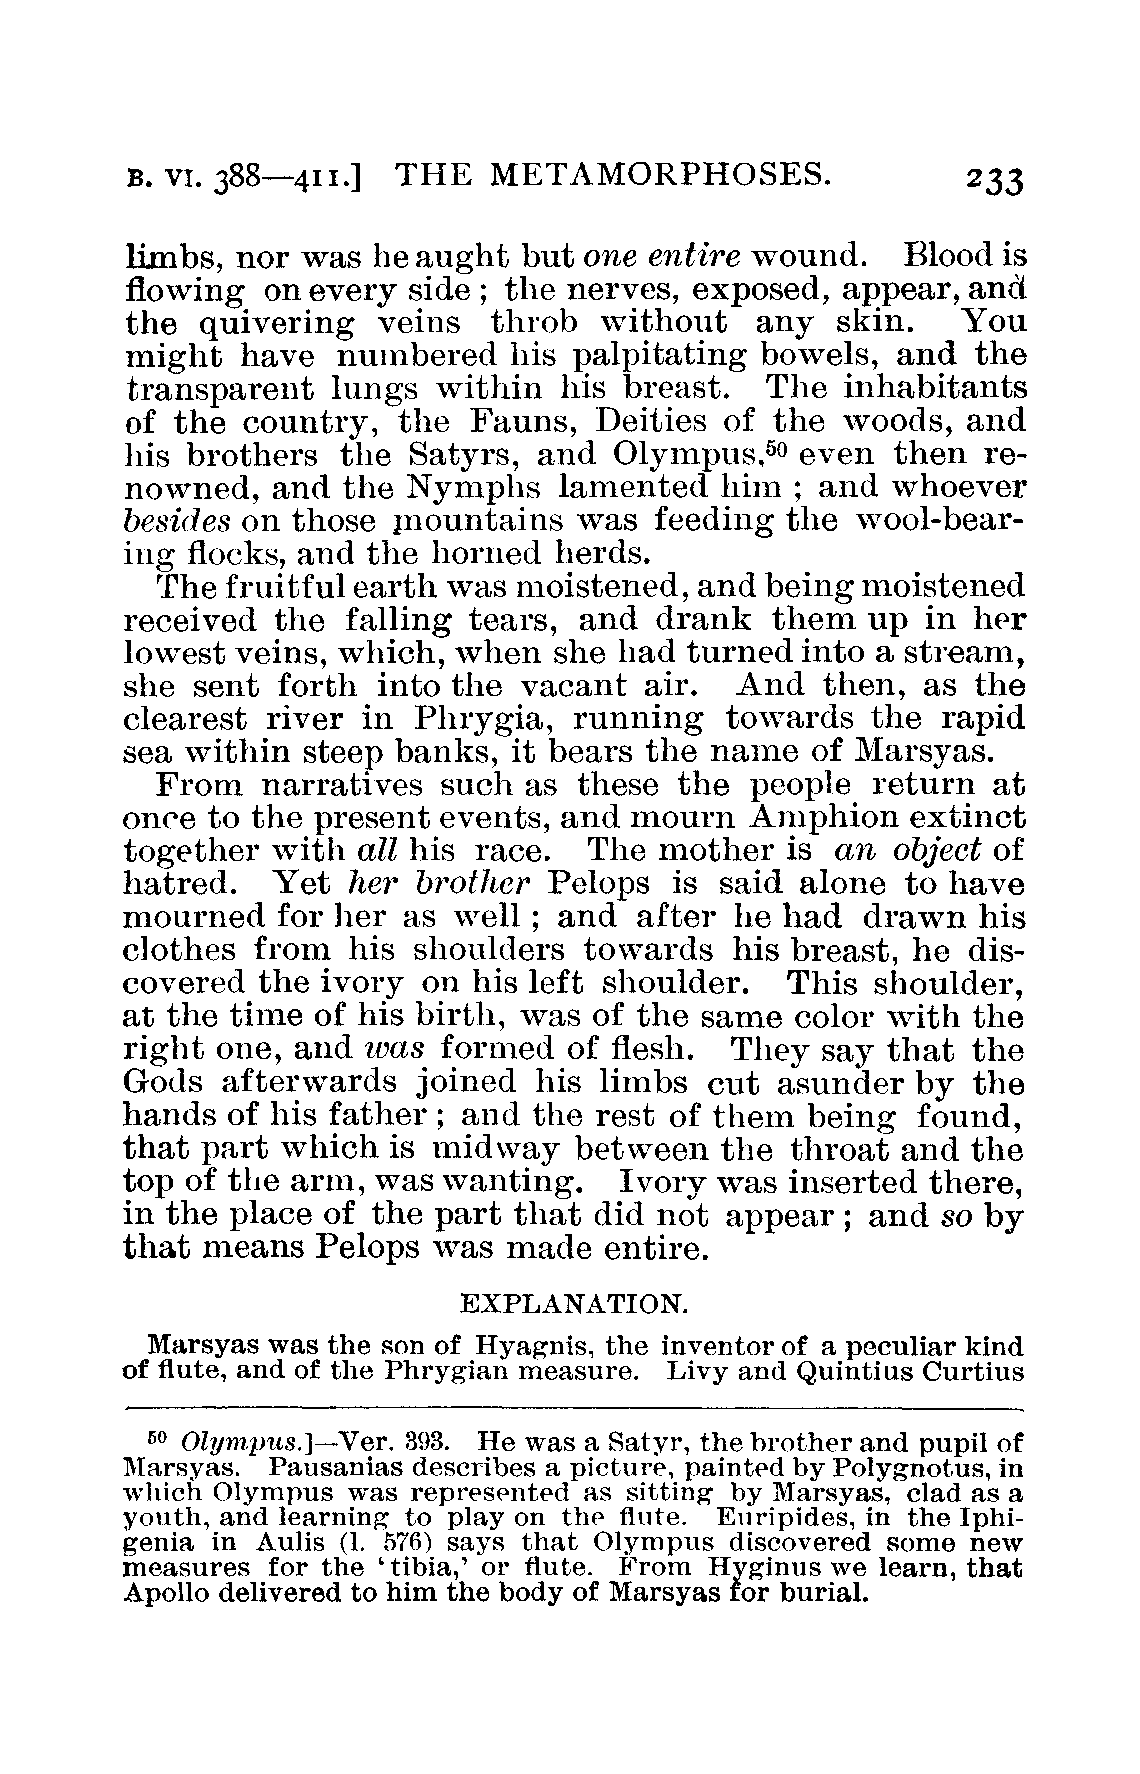 B. VI. 388—411.] THE METAMORPHOSES. 233
limbs, nor was he aught but one entire wound. Blood is
flowing on every side; the nerves, exposed, appear, and
the quivering veins throb without any skin. You
might have numbered his palpitating bowels, and the
transparent lungs within his breast. The inhabitants
of the country, the Fauns, Deities of the woods, and
his brothers the Satyrs, and Olympus,⁵⁰ even then re-
nowned, and the Nymphs lamented him; and whoever
besides on those mountains was feeding the wool-bear-
ing flocks, and the horned herds.
The fruitful earth was moistened, and being moistened
received the falling tears, and drank them up in her
lowest veins, which, when she had turned into a stream,
she sent forth into the vacant air. And then, as the
clearest river in Phrygia, running towards the rapid
sea within steep banks, it bears the name of Marsyas.
From narratives such as these the people return at
once to the present events, and mourn Amphion extinct
together with all his race. The mother is an object of
hatred. Yet her brother Pelops is said alone to have
mourned for her as well; and after he had drawn his
clothes from his shoulders towards his breast, he dis-
covered the ivory on his left shoulder. This shoulder,
at the time of his birth, was of the same color with the
right one, and was formed of flesh. They say that the
Gods afterwards joined his limbs cut asunder by the
hands of his father; and the rest of them being found,
that part which is midway between the throat and the
top of the arm, was wanting. Ivory was inserted there,
in the place of the part that did not appear; and so by
that means Pelops was made entire.
EXPLANATION.
Marsyas was the son of Hyagnis, the inventor of a peculiar kind
of flute, and of the Phrygian measure. Livy and Quintius Curtius
⁵⁰ Olympus.]—Ver. 393. He was a Satyr, the brother and pupil of
Marsyas. Pausanias describes a picture, painted by Polygnotus, in
which Olympus was represented as sitting by Marsyas, clad as a
youth, and learning to play on the flute. Euripides, in the Iphi-
genia in Aulis (l. 576) says that Olympus discovered some new
measures for the ‘tibia,’ or flute. From Hyginus we learn, that
Apollo delivered to him the body of Marsyas for burial.